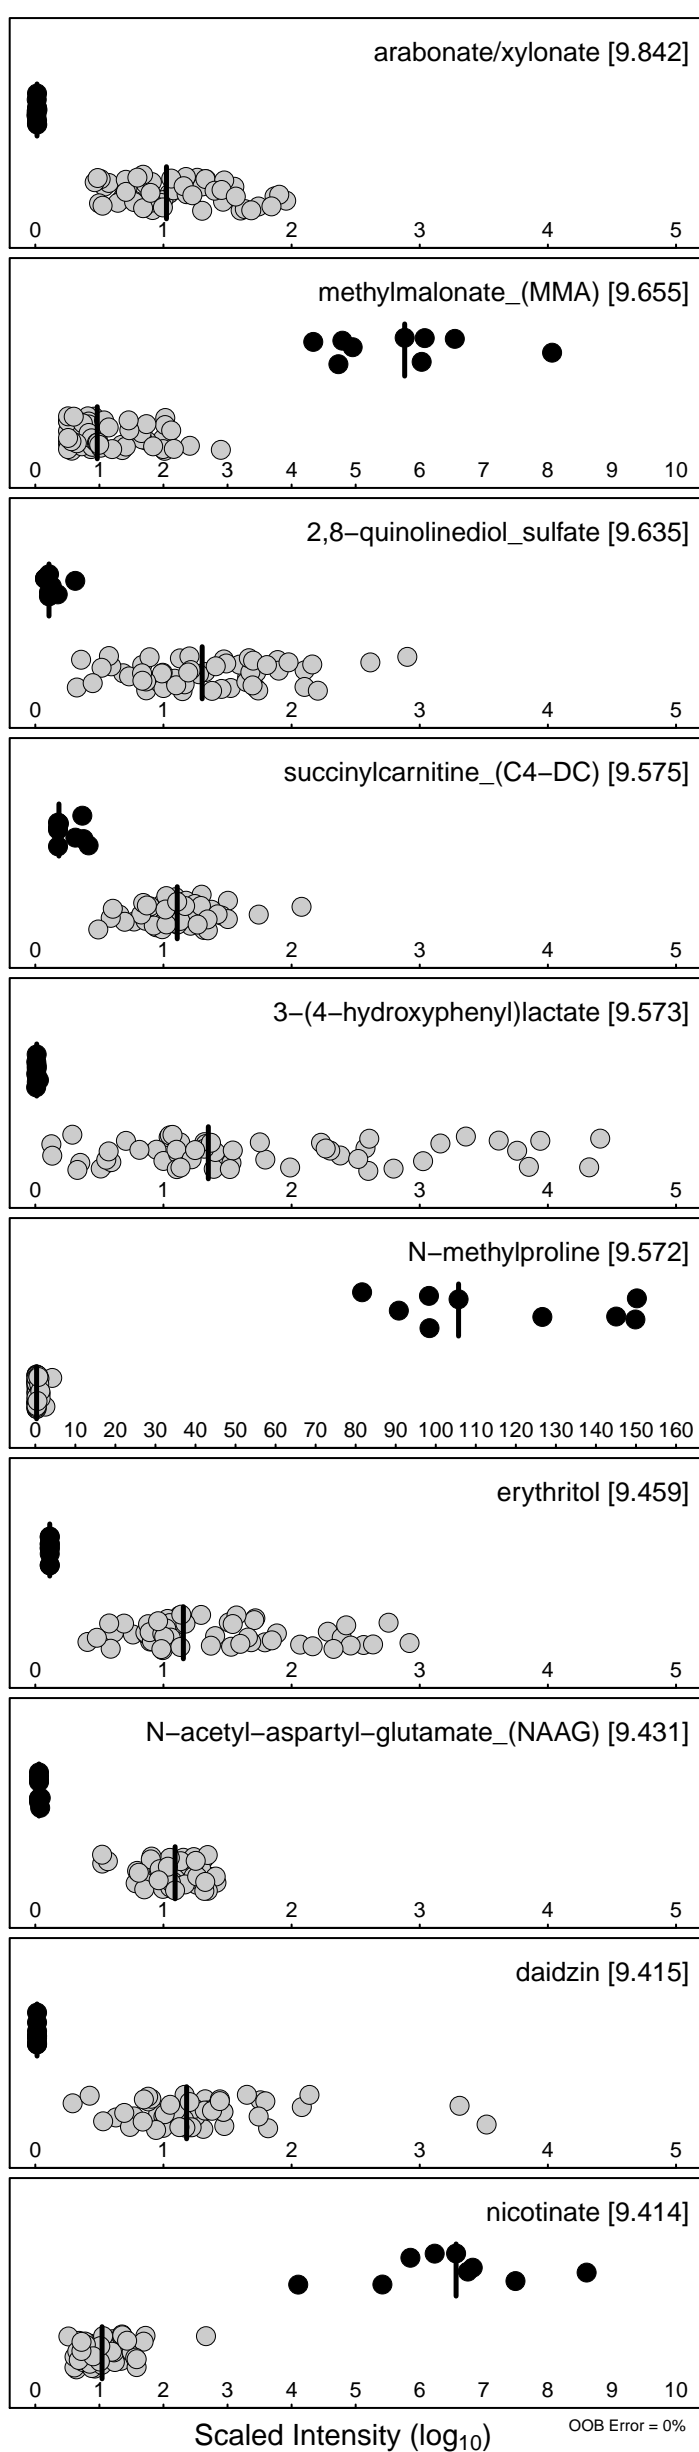 arabonate/xylonate [9.842]
0 1 2 3 4 5
methylmalonate_(MMA) [9.655]
0 1 2 3 4 5 6 7 8 9 10
2,8−quinolinediol_sulfate [9.635]
0 1 2 3 4 5
succinylcarnitine_(C4−DC) [9.575]
0 1 2 3 4 5
3−(4−hydroxyphenyl)lactate [9.573]
0 1 2 3 4 5
N−methylproline [9.572]
0 10 20 30 40 50 60 70 80 90 100 110 120 130 140 150 160
erythritol [9.459]
0 1 2 3 4 5
N−acetyl−aspartyl−glutamate_(NAAG) [9.431]
0 1 2 3 4 5
daidzin [9.415]
0 1 2 3 4 5
nicotinate [9.414]
0 1 2 3 4 5 6 7 8 9 10
Scaled Intensity (log10)
OOB Error = 0%